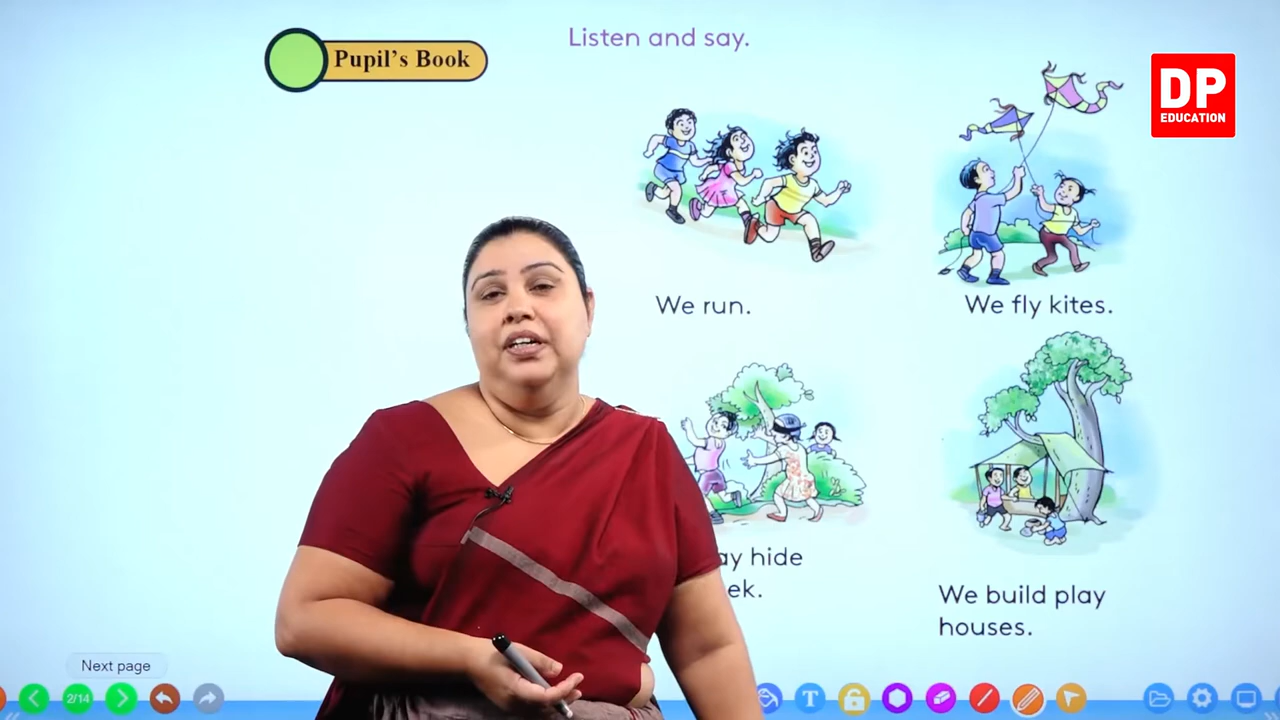 Listen and say.
Pupil's Book
DP
EDUCATION
We run.
We fly kites.
hide
We build play
houses.
Next page
2/14
T